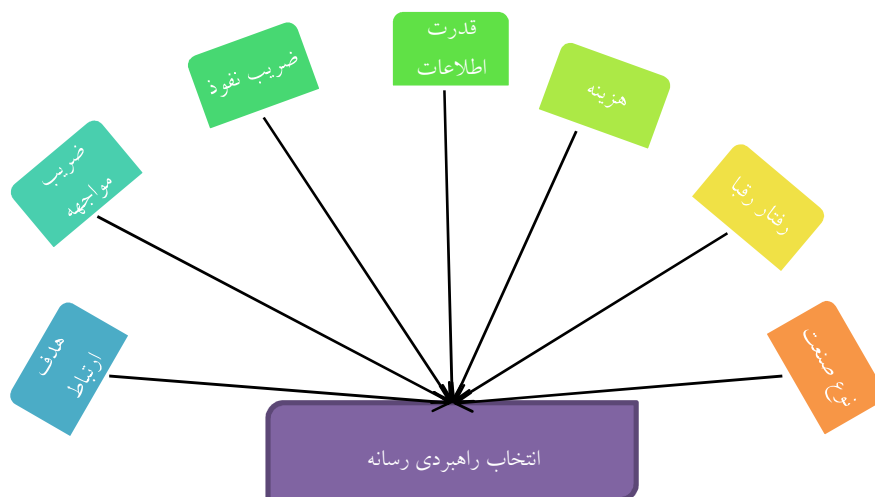 قدرت
اطلاعات
ضریب نفوذ
هزینه
ضریب
مواجهه
رفتار رقبا
هدف
ارتباط
نوع صنعت
انتخاب راهبردی رسانه